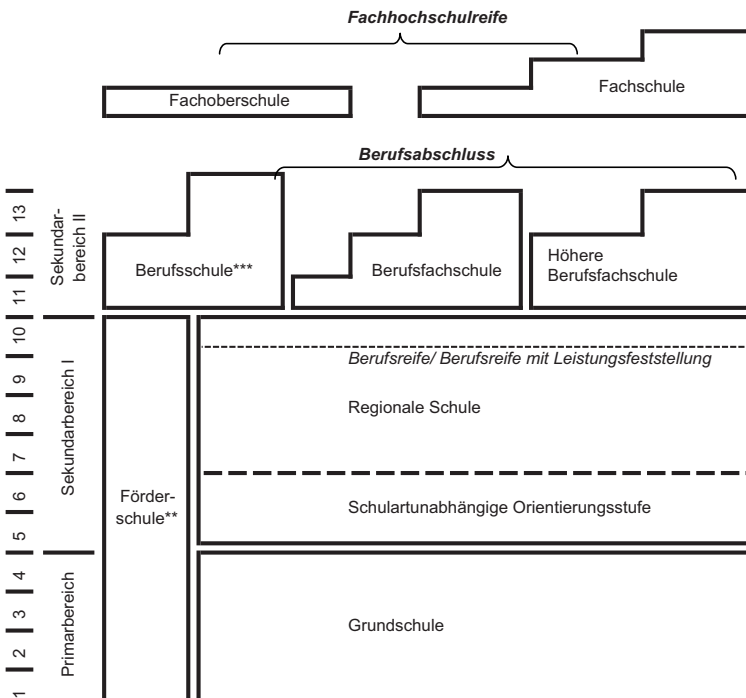 Fachhochschulreife
Fachoberschule
Fachschule
Berufsabschluss
13
12
11
Sekundar-
bereich II
Berufsschule***
Berufsfachschule
Höhere
Berufsfachschule
10
9
8
7
6
5
Sekundarbereich I
Förder-
schule**
Berufsreife/ Berufsreife mit Leistungsfeststellung
Regionale Schule
Schulartunabhängige Orientierungsstufe
4
3
2
1
Primarbereich
Grundschule